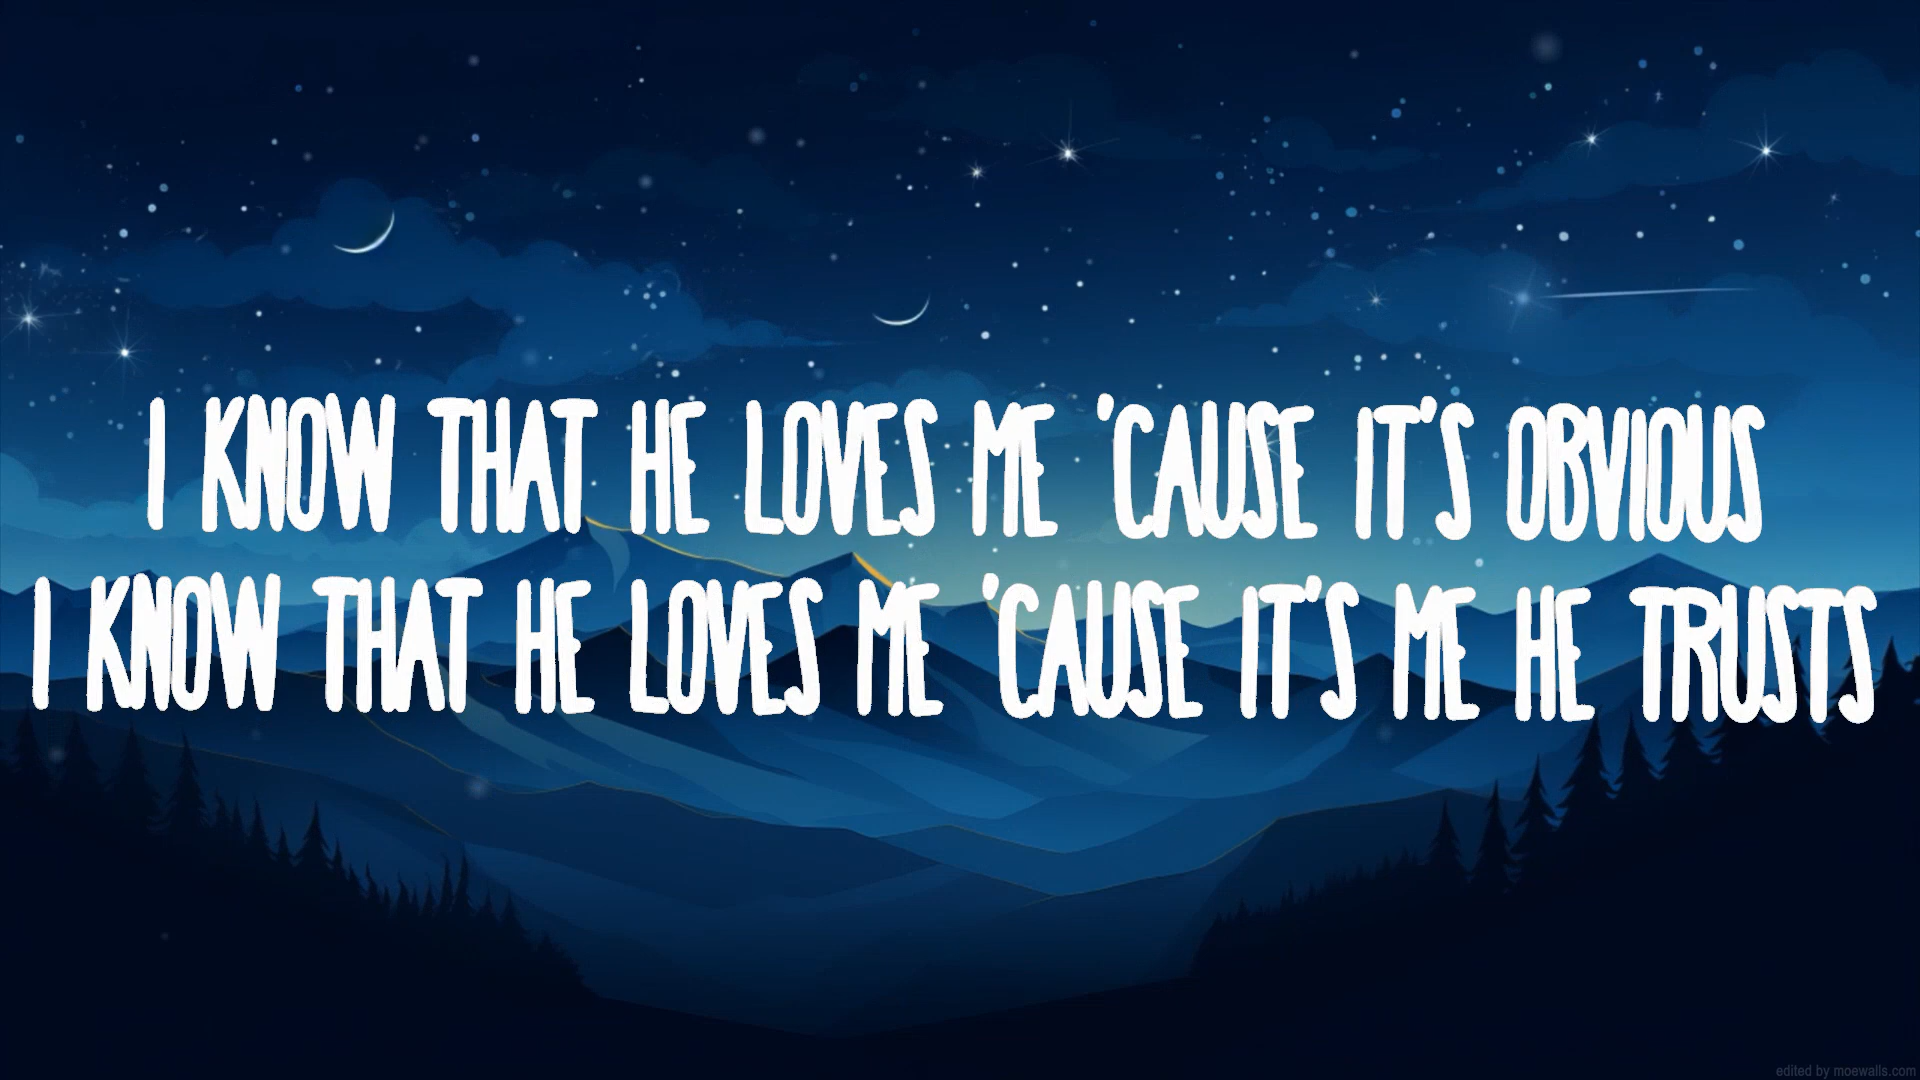 I KNOW THAT HE LOVES ME 'CAUSE IT'S OBVIOUS
I KNOW THAT HE LOVES ME 'CAUSE IT'S ME HE TRUSTS
edited by moewalls.com